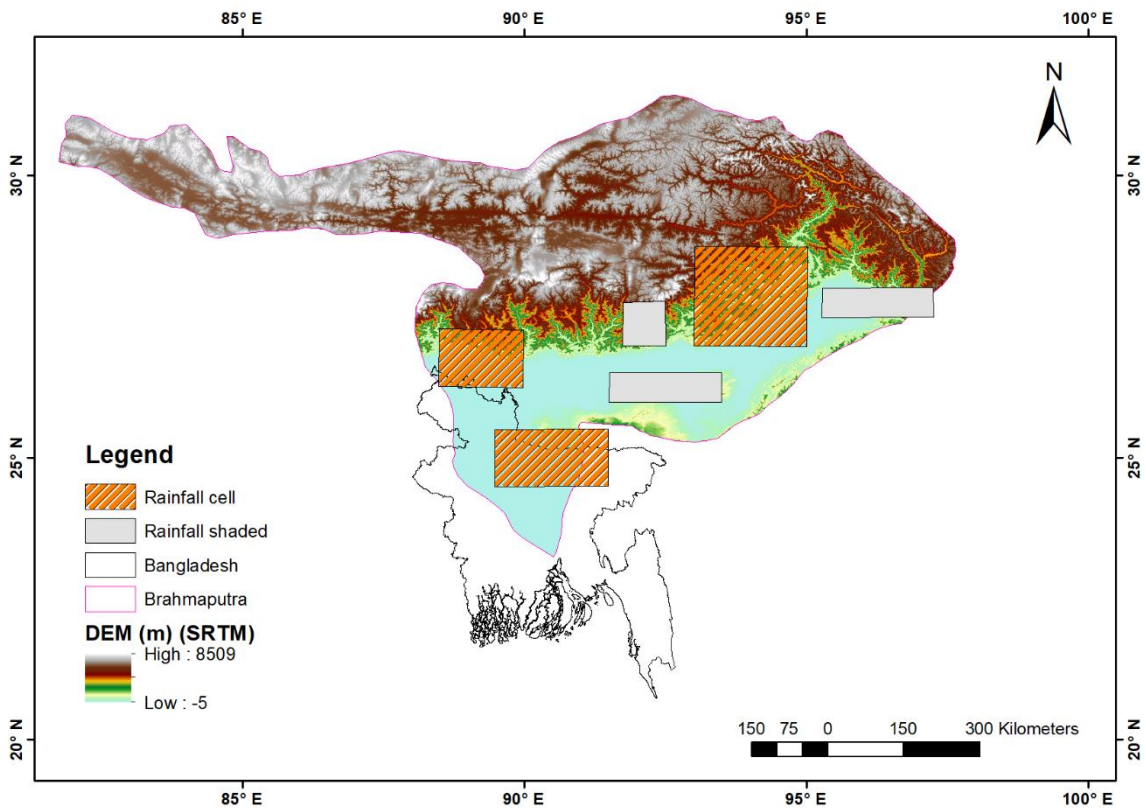 85° E 90° E 95° E 100° E
N
30° N 30° N
25° N 25° N
Legend
Rainfall cell
Rainfall shaded
Bangladesh
Brahmaputra
DEM (m) (SRTM)
High : 8509
Low : -5
150 75 0 150 300 Kilometers
20° N 20° N
85° E 90° E 95° E 100° E